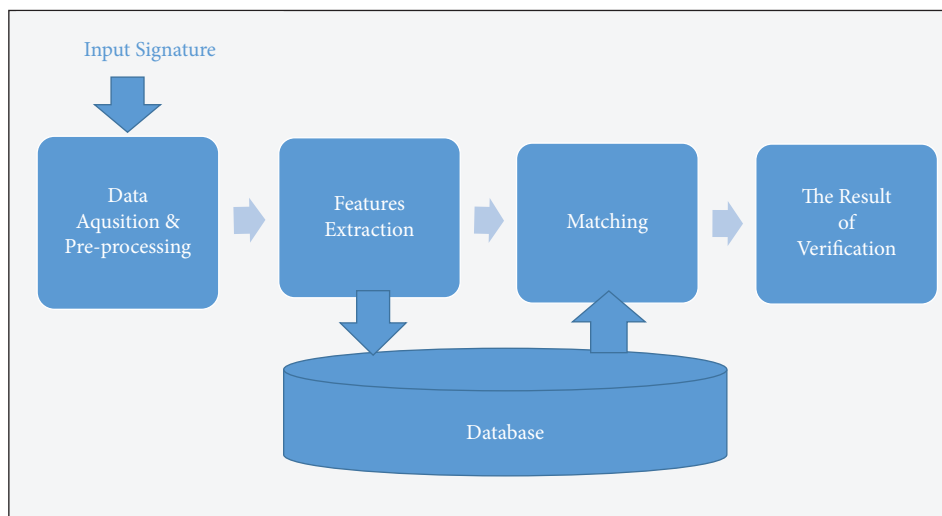 Input Signature
Data
Aqusition &
Pre-processing
Features
Extraction
Matching
The Result
of
Verification
Database